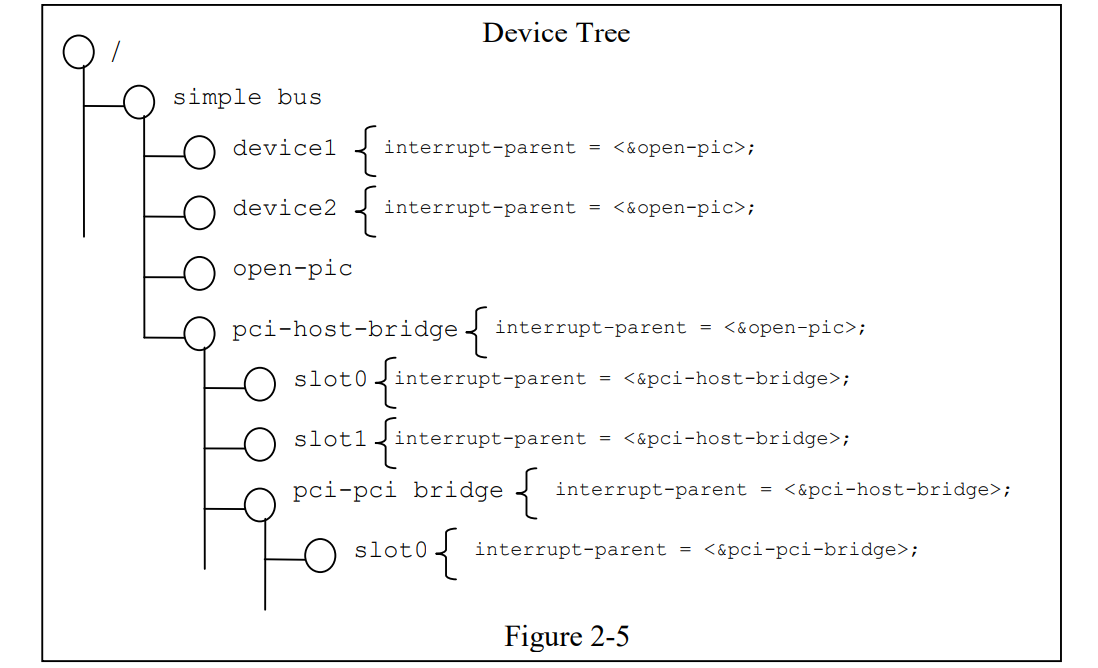 Device Tree
/
simple bus
device1 { interrupt-parent = <&open-pic>;
device2 { interrupt-parent = <&open-pic>;
open-pic
pci-host-bridge { interrupt-parent = <&open-pic>;
slot0 { interrupt-parent = <&pci-host-bridge>;
slot1 { interrupt-parent = <&pci-host-bridge>;
pci-pci bridge { interrupt-parent = <&pci-host-bridge>;
slot0 { interrupt-parent = <&pci-pci-bridge>;
Figure 2-5